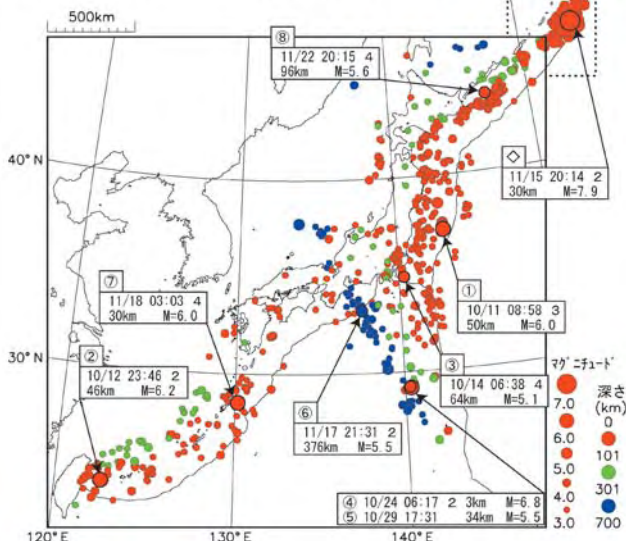 500km
⑧
11/22 20:15 4
96km M=5.6
40°N
◇
11/15 20:14 2
30km M=7.9
⑦
11/18 03:03 4
30km M=6.0
①
10/11 08:58 3
50km M=6.0
②
10/12 23:46 2
46km M=6.2
30°N
③
10/14 06:38 4
64km M=5.1
⑥
11/17 21:31 2
376km M=5.5
④ 10/24 06:17 2 3km M=6.8
⑤ 10/29 17:31 34km M=5.5
マグニチュード
7.0
6.0
5.0
4.0
3.0
深さ
(km)
0
101
301
700
120°E
130°E
140°E